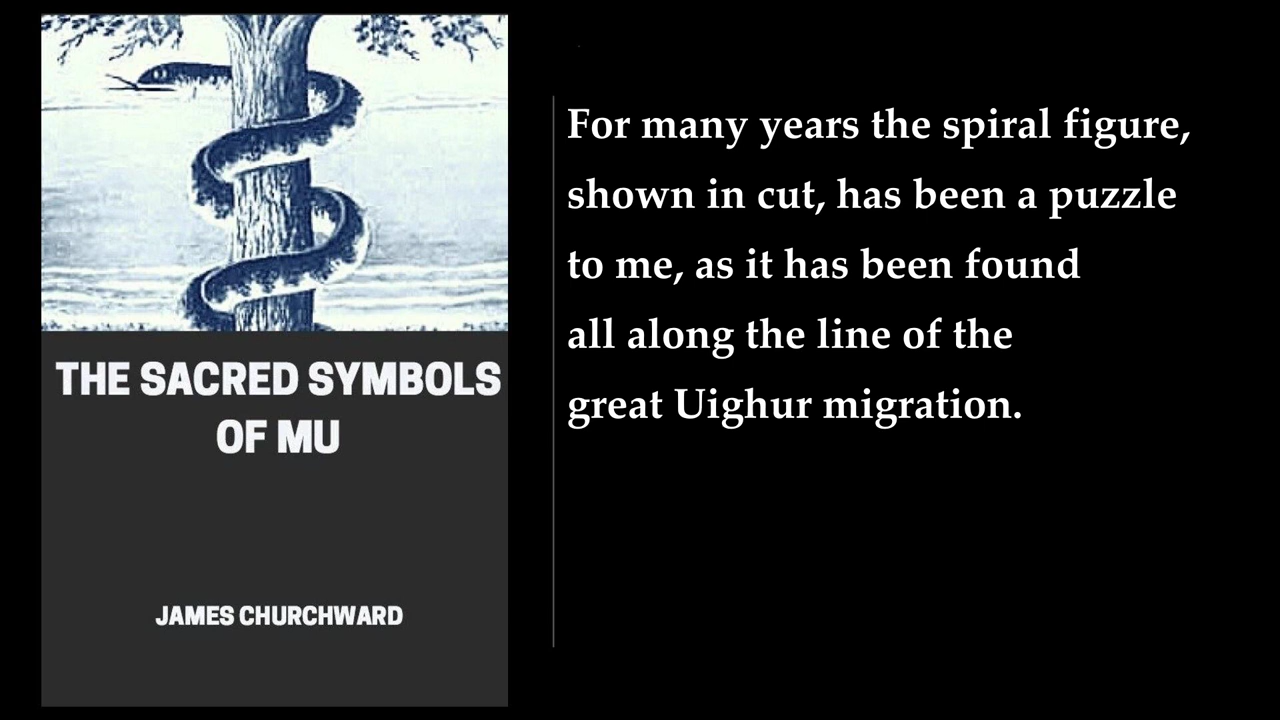 THE SACRED SYMBOLS
OF MU
JAMES CHURCHWARD
For many years the spiral figure,
shown in cut, has been a puzzle
to me, as it has been found
all along the line of the
great Uighur migration.